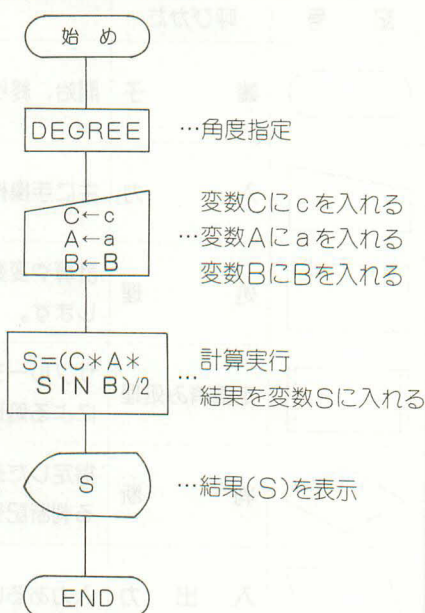 始め
DEGREE …角度指定
C←c 変数Cにcを入れる
A←a …変数Aにaを入れる
B←B 変数BにBを入れる
S=(C*A* 計算実行
SIN B)/2 …結果を変数Sに入れる
S …結果(S)を表示
END